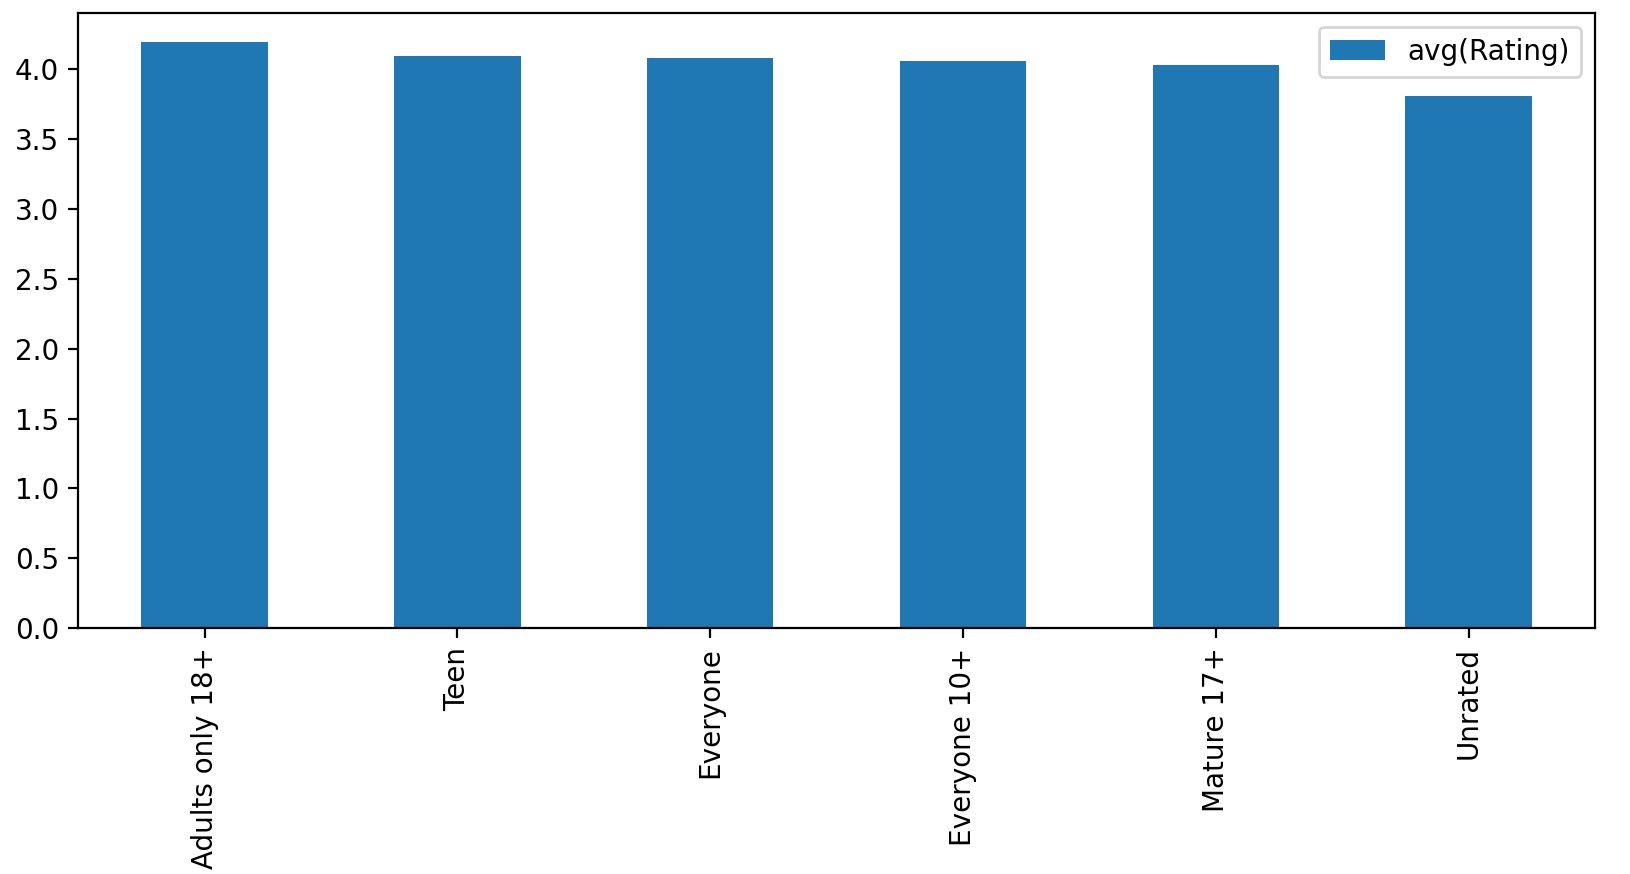 avg(Rating)
4.0
3.5
3.0
2.5
2.0
1.5
1.0
0.5
0.0
Adults only 18+
Teen
Everyone
Everyone 10+
Mature 17+
Unrated